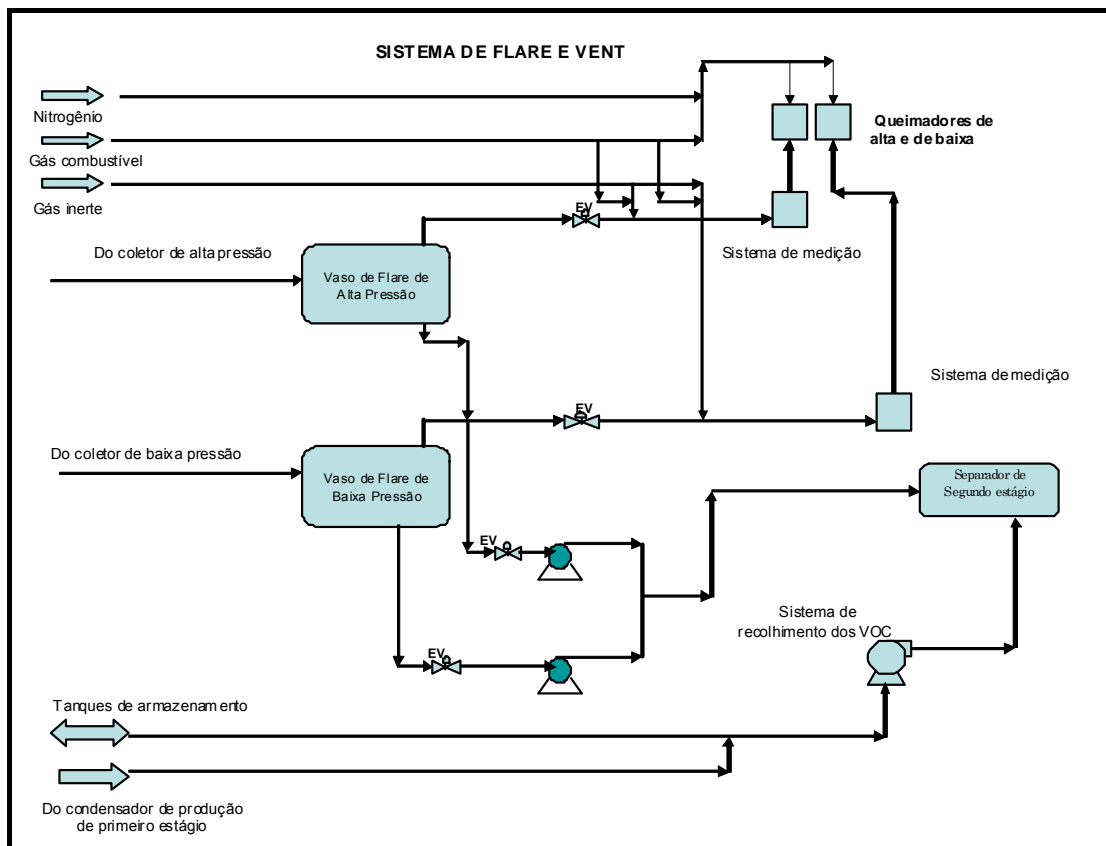 SISTEMA DE FLARE E VENT
Nitrogênio
Gás combustível
Gás inerte
Queimadores de
alta e de baixa
EV
Do coletor de alta pressão
Sistema de medição
Vaso de Flare de
Alta Pressão
Sistema de medição
EV
Do coletor de baixa pressão
Vaso de Flare de
Baixa Pressão
Separador de
Segundo estágio
EV
Sistema de
recolhimento dos VOC
EV
Tanques de armazenamento
Do condensador de produção
de primeiro estágio